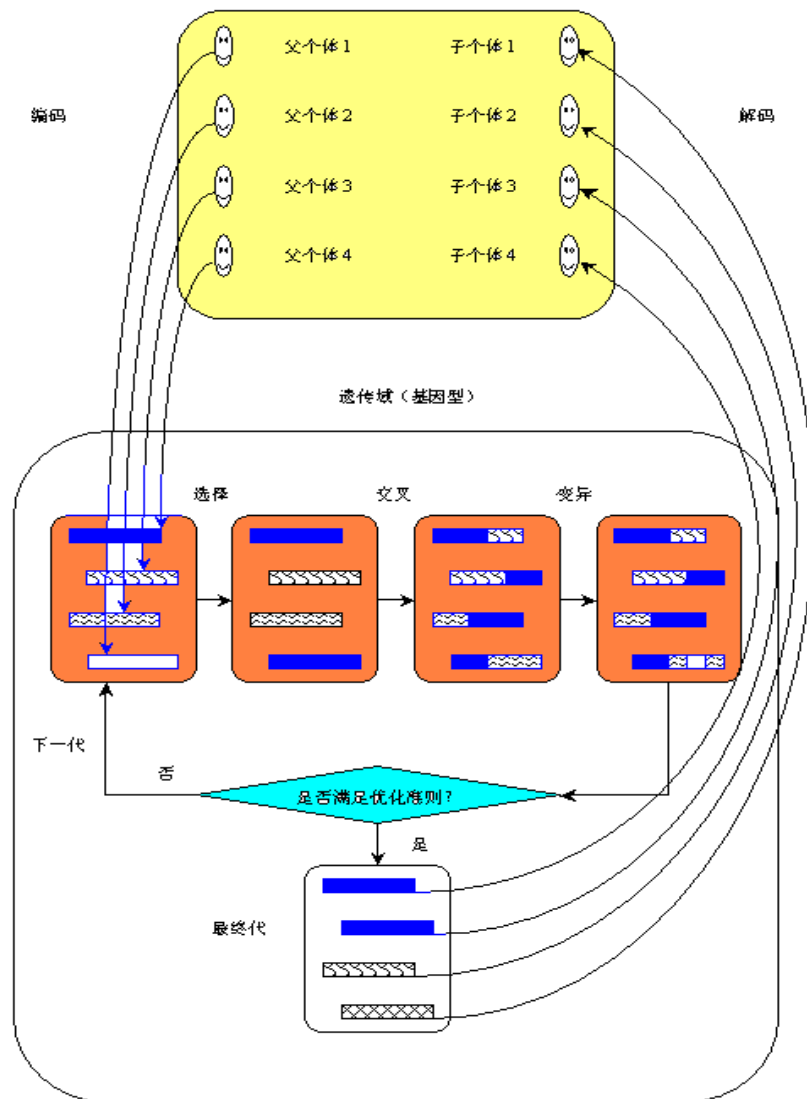 父个体1 子个体1
编码 父个体2 子个体2 解码
父个体3 子个体3
父个体4 子个体4
遗传域（基因型）
选择 交叉 变异
下一代
否
是否满足优化准则？
是
最终代